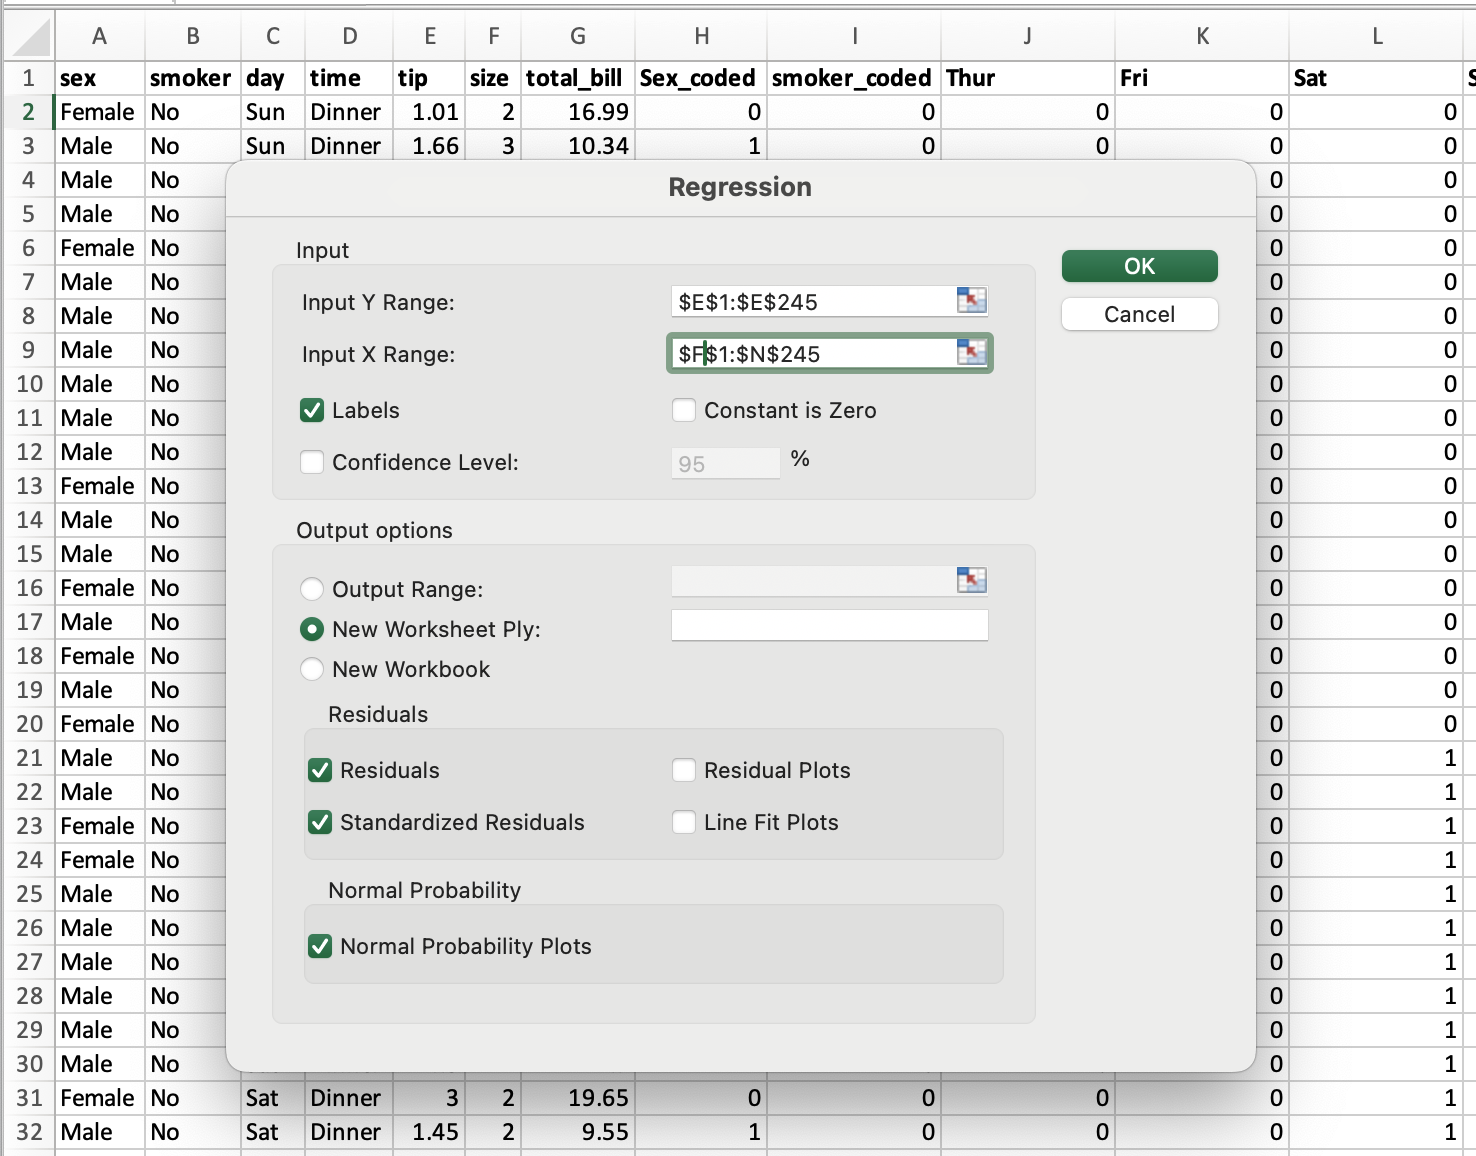 A B C D E F G H I J K L
1 sex smoker day time tip size total_bill Sex_coded smoker_coded Thur Fri Sat
2 Female No Sun Dinner 1.01 2 16.99 0 0 0 0 0
3 Male No Sun Dinner 1.66 3 10.34 1 0 0 0 0
4 Male No 0 0
5 Male No 0 0
6 Female No 0 0
7 Male No 0 0
8 Male No 0 0
9 Male No 0 0
10 Male No 0 0
11 Male No 0 0
12 Male No 0 0
13 Female No 0 0
14 Male No 0 0
15 Male No 0 0
16 Female No 0 0
17 Male No 0 0
18 Female No 0 0
19 Male No 0 0
20 Female No 0 0
21 Male No 0 1
22 Male No 0 1
23 Female No 0 1
24 Female No 0 1
25 Male No 0 1
26 Male No 0 1
27 Male No 0 1
28 Male No 0 1
29 Male No 0 1
30 Male No 0 1
31 Female No Sat Dinner 3 2 19.65 0 0 0 0 1
32 Male No Sat Dinner 1.45 2 9.55 1 0 0 0 1
Regression
Input
Input Y Range: $E$1:$E$245
Input X Range: $F$1:$N$245
Labels Constant is Zero
Confidence Level: 95 %
OK
Cancel
Output options
Output Range:
New Worksheet Ply:
New Workbook
Residuals
Residuals Residual Plots
Standardized Residuals Line Fit Plots
Normal Probability
Normal Probability Plots